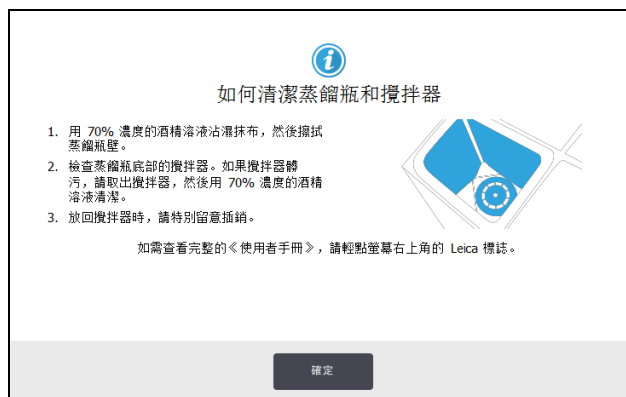 如何清潔蒸餾瓶和攪拌器
1. 用 70% 濃度的酒精溶液沾濕抹布，然後擦拭
蒸餾瓶壁。
2. 檢查蒸餾瓶底部的攪拌器。如果攪拌器髒
污，請取出攪拌器，然後用 70% 濃度的酒精
溶液清潔。
3. 放回攪拌器時，請特別留意插銷。
如需查看完整的《使用者手冊》，請輕點螢幕右上角的 Leica 標誌。
確定